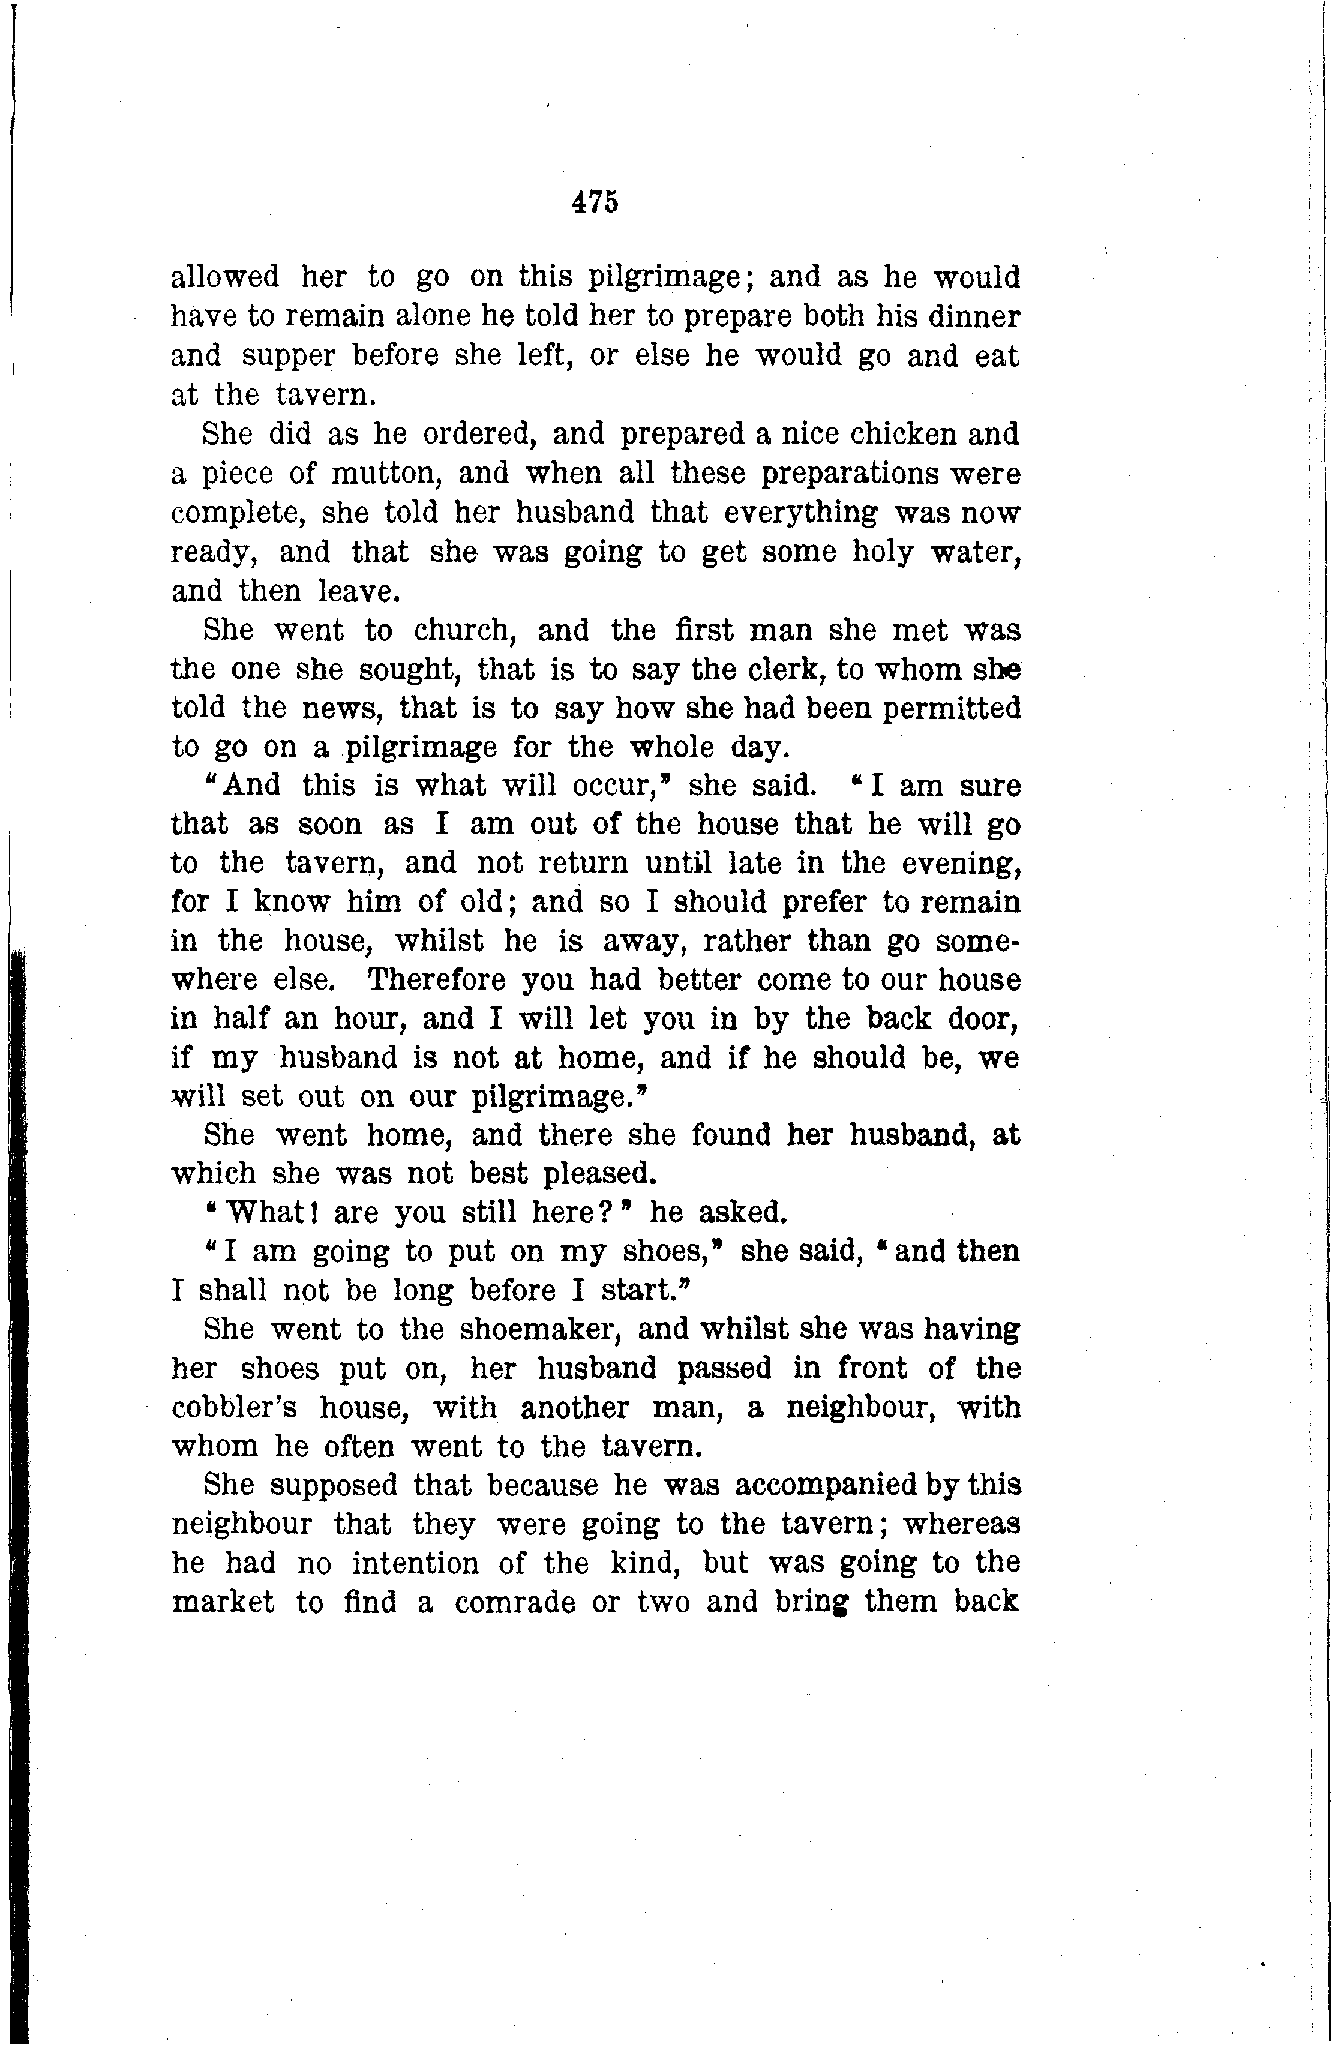 475
allowed her to go on this pilgrimage; and as he would
have to remain alone he told her to prepare both his dinner
and supper before she left, or else he would go and eat
at the tavern.
She did as he ordered, and prepared a nice chicken and
a piece of mutton, and when all these preparations were
complete, she told her husband that everything was now
ready, and that she was going to get some holy water,
and then leave.
She went to church, and the first man she met was
the one she sought, that is to say the clerk, to whom she
told the news, that is to say how she had been permitted
to go on a pilgrimage for the whole day.
"And this is what will occur," she said. "I am sure
that as soon as I am out of the house that he will go
to the tavern, and not return until late in the evening,
for I know him of old; and so I should prefer to remain
in the house, whilst he is away, rather than go some-
where else. Therefore you had better come to our house
in half an hour, and I will let you in by the back door,
if my husband is not at home, and if he should be, we
will set out on our pilgrimage."
She went home, and there she found her husband, at
which she was not best pleased.
"What! are you still here?" he asked.
"I am going to put on my shoes," she said, "and then
I shall not be long before I start."
She went to the shoemaker, and whilst she was having
her shoes put on, her husband passed in front of the
cobbler's house, with another man, a neighbour, with
whom he often went to the tavern.
She supposed that because he was accompanied by this
neighbour that they were going to the tavern; whereas
he had no intention of the kind, but was going to the
market to find a comrade or two and bring them back